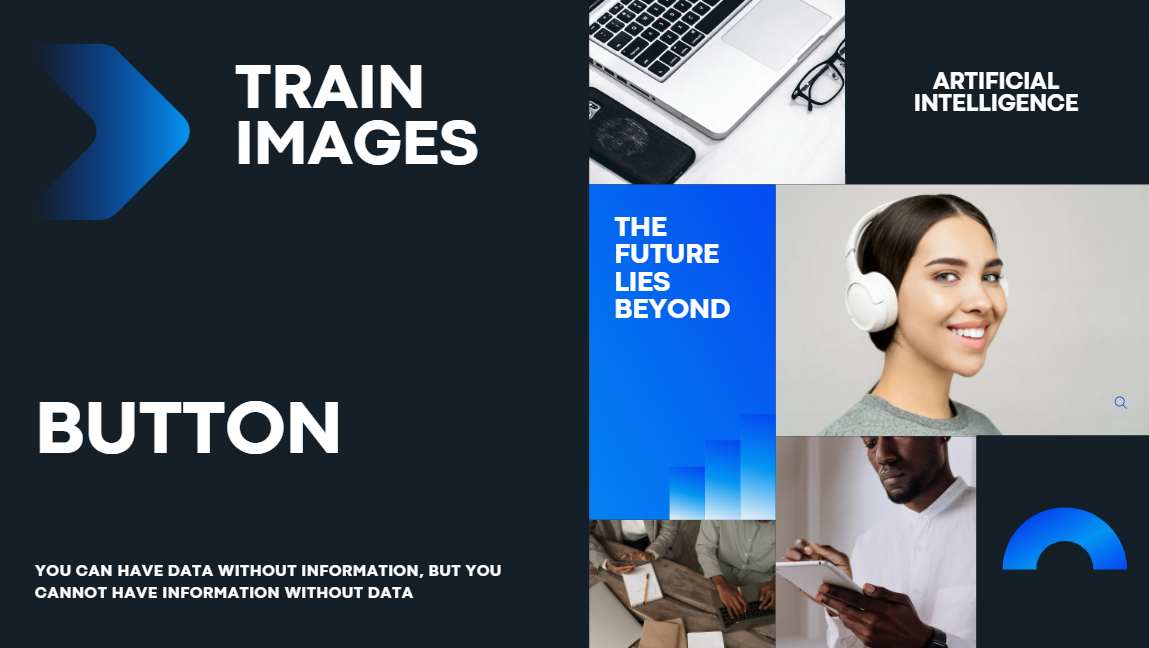 TRAIN
IMAGES
BUTTON
YOU CAN HAVE DATA WITHOUT INFORMATION, BUT YOU
CANNOT HAVE INFORMATION WITHOUT DATA
ARTIFICIAL
INTELLIGENCE
THE
FUTURE
LIES
BEYOND